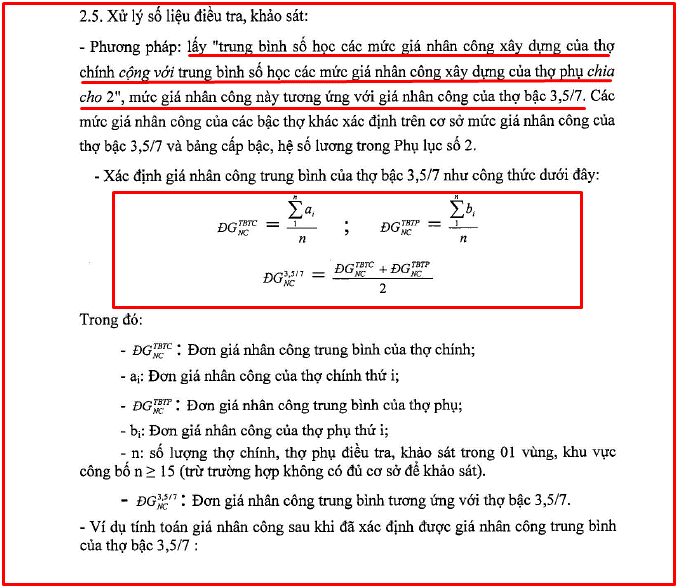 2.5. Xử lý số liệu điều tra, khảo sát:
- Phương pháp: lấy "trung bình số học các mức giá nhân công xây dựng của thợ
chính cộng với trung bình số học các mức giá nhân công xây dựng của thợ phụ chia
cho 2", mức giá nhân công này tương ứng với giá nhân công của thợ bậc 3,5/7. Các
mức giá nhân công của các bậc thợ khác xác định trên cơ sở mức giá nhân công của
thợ bậc 3,5/7 và bảng cấp bậc, hệ số lương trong Phụ lục số 2.
- Xác định giá nhân công trung bình của thợ bậc 3,5/7 như công thức dưới đây:
ĐG_{NC}^{TBTC} = \frac{\sum_{1}^{n} a_i}{n} ; ĐG_{NC}^{TBTP} = \frac{\sum_{1}^{n} b_i}{n}
ĐG_{NC}^{3,5/7} = \frac{ĐG_{NC}^{TBTC} + ĐG_{NC}^{TBTP}}{2}
Trong đó:
- ĐG_{NC}^{TBTC} : Đơn giá nhân công trung bình của thợ chính;
- a_i: Đơn giá nhân công của thợ chính thứ i;
- ĐG_{NC}^{TBTP} : Đơn giá nhân công trung bình của thợ phụ;
- b_i: Đơn giá nhân công của thợ phụ thứ i;
- n: số lượng thợ chính, thợ phụ điều tra, khảo sát trong 01 vùng, khu vực
công bố n ≥ 15 (trừ trường hợp không có đủ cơ sở để khảo sát).
- ĐG_{NC}^{3,5/7} : Đơn giá nhân công trung bình tương ứng với thợ bậc 3,5/7.
- Ví dụ tính toán giá nhân công sau khi đã xác định được giá nhân công trung bình
của thợ bậc 3,5/7 :